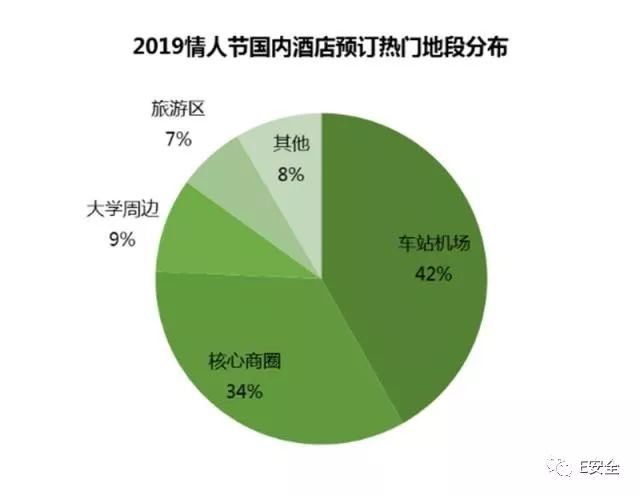 2019情人节国内酒店预订热门地段分布
旅游区
7%
其他
8%
大学周边
9%
车站机场
42%
核心商圈
34%
E安全